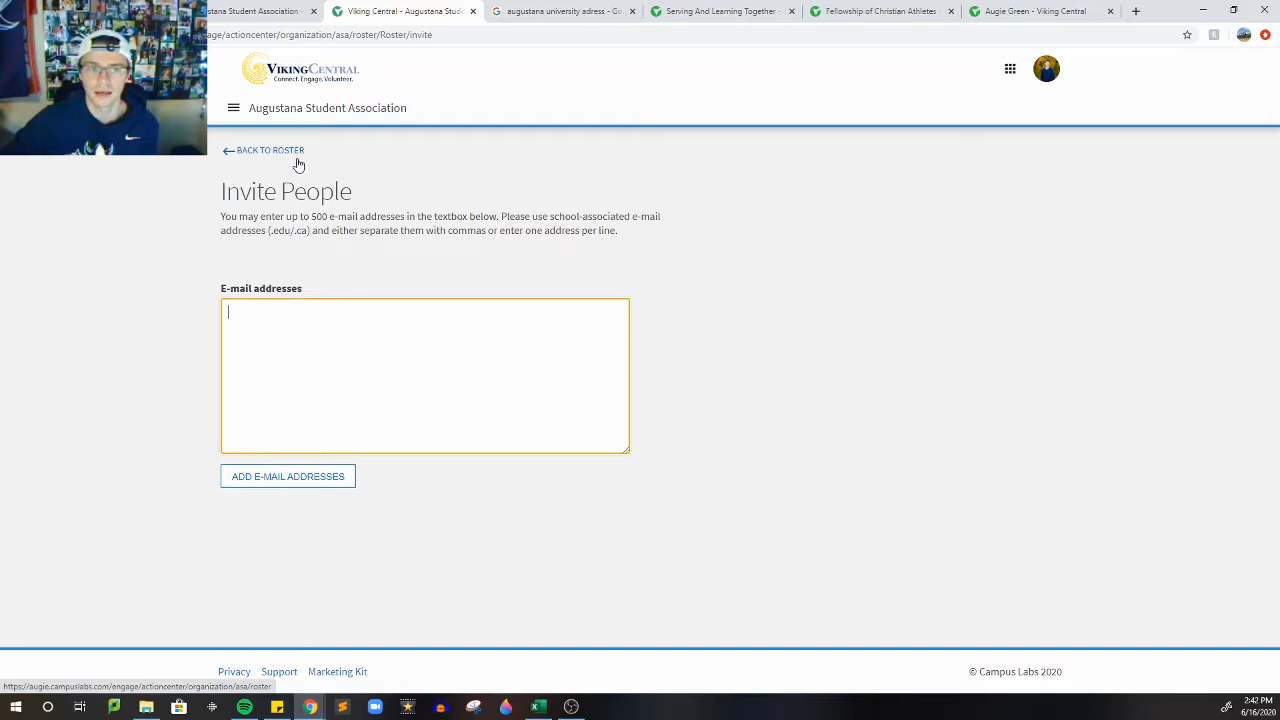 stana Student Association -
Viking Central - Augustana Stude
augustana university adress - Go
Serving And Learning Together -
Fellowship of Christian Athletes -
Augie Green - Viking Central
age/actioncenter/organization/asa/roster/Roster/invite
VIKINGCENTRAL
Connect. Engage. Volunteer.
Augustana Student Association
BACK TO ROSTER
Invite People
You may enter up to 500 e-mail addresses in the textbox below. Please use school-associated e-mail
addresses (.edu/.ca) and either separate them with commas or enter one address per line.
E-mail addresses
ADD E-MAIL ADDRESSES
Privacy Support Marketing Kit
© Campus Labs 2020
https://augie.campuslabs.com/engage/actioncenter/organization/asa/roster
2:42 PM
6/16/2020